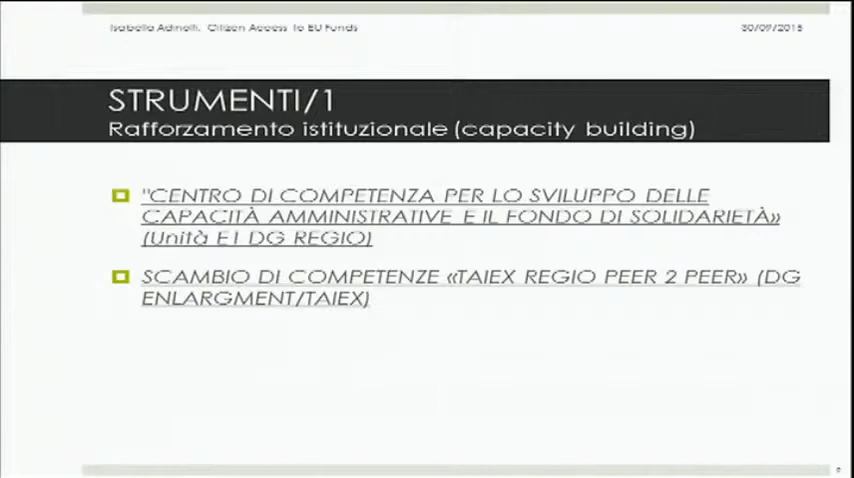 Isabella Adinolfi, Citizen Access to EU Funds
30/09/2015
STRUMENTI/1
Rafforzamento istituzionale (capacity building)
"CENTRO DI COMPETENZA PER LO SVILUPPO DELLE
CAPACITÀ AMMINISTRATIVE E IL FONDO DI SOLIDARIETÀ»
(Unità E1 DG REGIO)
SCAMBIO DI COMPETENZE «TAIEX REGIO PEER 2 PEER» (DG
ENLARGMENT/TAIEX)